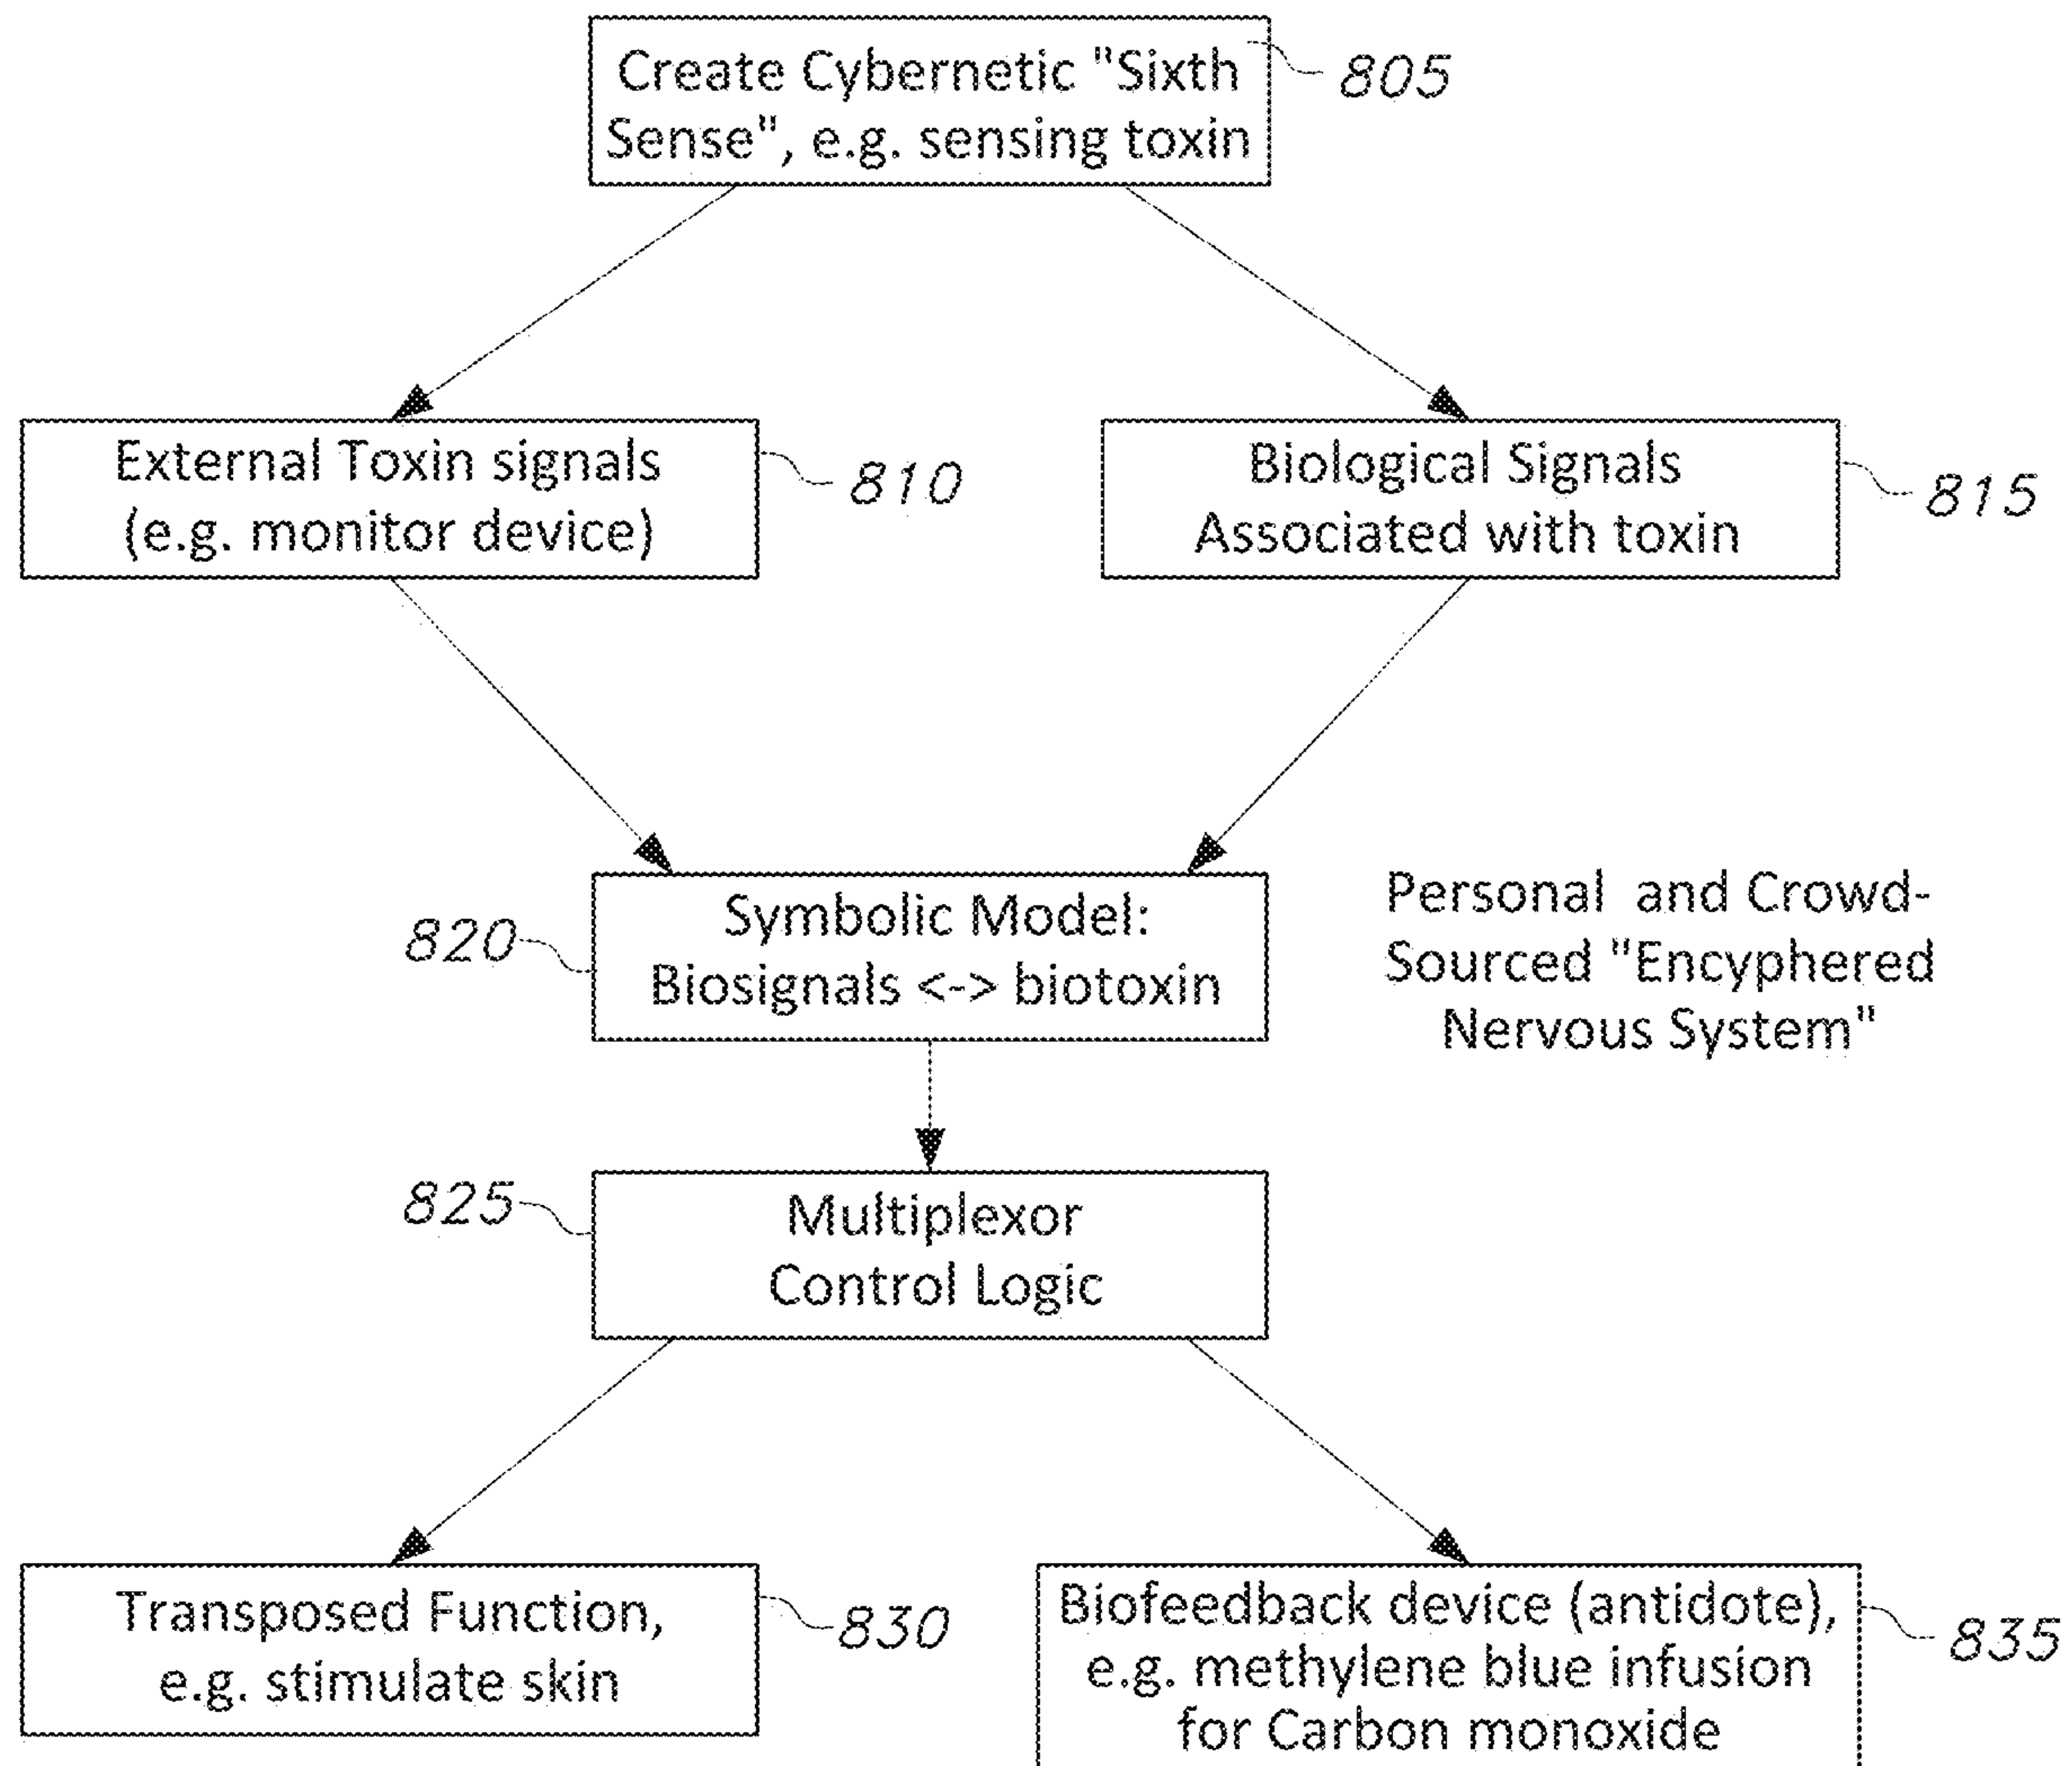 Create Cybernetic "Sixth
Sense", e.g. sensing toxin
805
External Toxin signals
(e.g. monitor device)
810
Biological Signals
Associated with toxin
815
820
Symbolic Model:
Biosignals <-> biotoxin
Personal and Crowd-
Sourced "Encyphered
Nervous System"
825
Multiplexor
Control Logic
Transposed Function,
e.g. stimulate skin
830
Biofeedback device (antidote),
e.g. methylene blue infusion
for Carbon monoxide
835